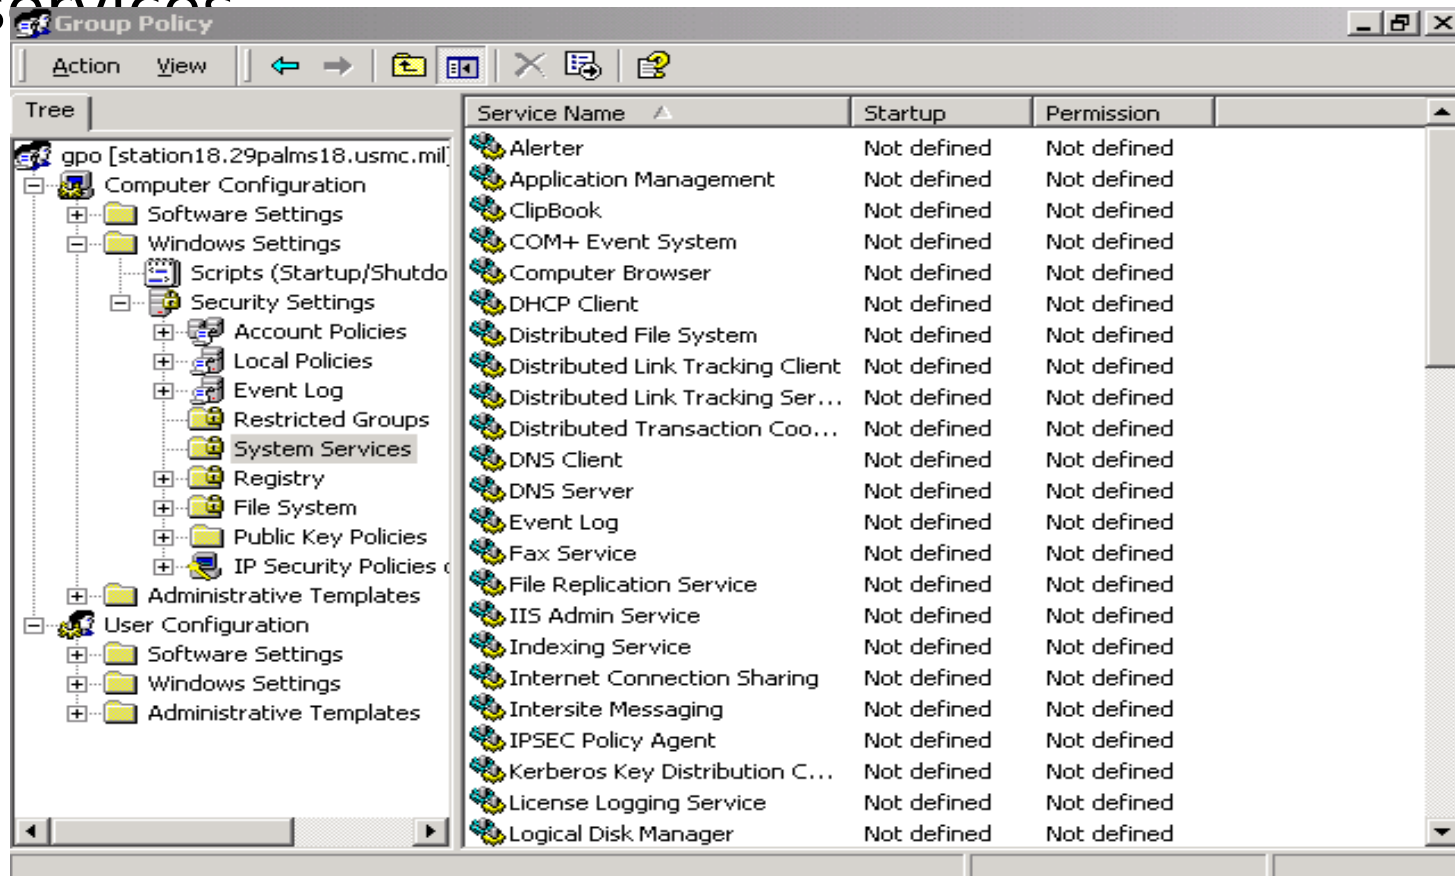 Services
Group Policy
Action View
Tree
gpo [station18.29palms18.usmc.mil]
Computer Configuration
Software Settings
Windows Settings
Scripts (Startup/Shutdo
Security Settings
Account Policies
Local Policies
Event Log
Restricted Groups
System Services
Registry
File System
Public Key Policies
IP Security Policies
Administrative Templates
User Configuration
Software Settings
Windows Settings
Administrative Templates
Service Name Startup Permission
Alerter Not defined Not defined
Application Management Not defined Not defined
ClipBook Not defined Not defined
COM+ Event System Not defined Not defined
Computer Browser Not defined Not defined
DHCP Client Not defined Not defined
Distributed File System Not defined Not defined
Distributed Link Tracking Client Not defined Not defined
Distributed Link Tracking Ser... Not defined Not defined
Distributed Transaction Coo... Not defined Not defined
DNS Client Not defined Not defined
DNS Server Not defined Not defined
Event Log Not defined Not defined
Fax Service Not defined Not defined
File Replication Service Not defined Not defined
IIS Admin Service Not defined Not defined
Indexing Service Not defined Not defined
Internet Connection Sharing Not defined Not defined
Intersite Messaging Not defined Not defined
IPSEC Policy Agent Not defined Not defined
Kerberos Key Distribution C... Not defined Not defined
License Logging Service Not defined Not defined
Logical Disk Manager Not defined Not defined